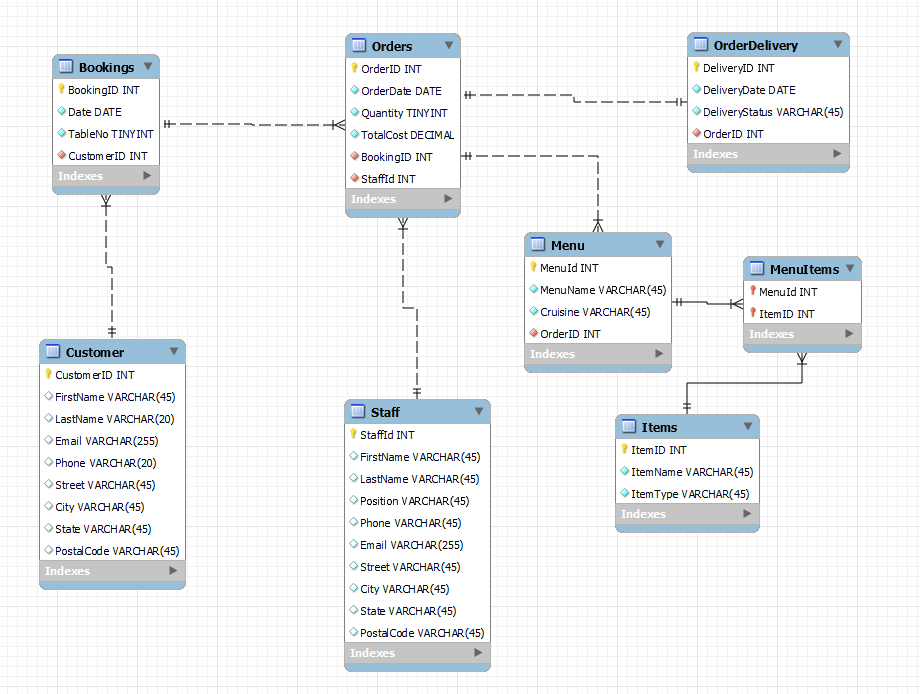 Bookings
BookingID INT
Date DATE
TableNo TINYINT
CustomerID INT
Indexes
Orders
OrderID INT
OrderDate DATE
Quantity TINYINT
TotalCost DECIMAL
BookingID INT
StaffId INT
Indexes
OrderDelivery
DeliveryID INT
DeliveryDate DATE
DeliveryStatus VARCHAR(45)
OrderID INT
Indexes
Menu
MenuId INT
MenuName VARCHAR(45)
Cruisine VARCHAR(45)
OrderID INT
Indexes
MenuItems
MenuId INT
ItemID INT
Indexes
Customer
CustomerID INT
FirstName VARCHAR(45)
LastName VARCHAR(20)
Email VARCHAR(255)
Phone VARCHAR(20)
Street VARCHAR(45)
City VARCHAR(45)
State VARCHAR(45)
PostalCode VARCHAR(45)
Indexes
Staff
StaffId INT
FirstName VARCHAR(45)
LastName VARCHAR(45)
Position VARCHAR(45)
Phone VARCHAR(45)
Email VARCHAR(255)
Street VARCHAR(45)
City VARCHAR(45)
State VARCHAR(45)
PostalCode VARCHAR(45)
Indexes
Items
ItemID INT
ItemName VARCHAR(45)
ItemType VARCHAR(45)
Indexes